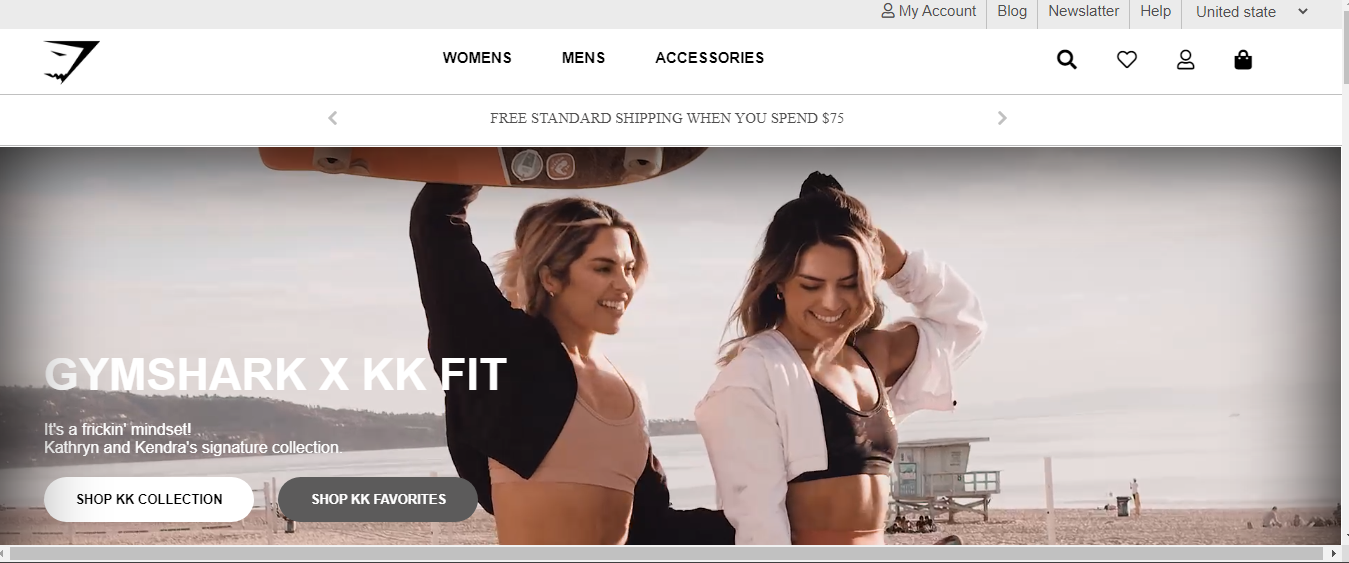 My Account
Blog
Newslatter
Help
United state
WOMENS
MENS
ACCESSORIES
FREE STANDARD SHIPPING WHEN YOU SPEND $75
GYMSHARK X KK FIT
It's a frickin' mindset!
Kathryn and Kendra's signature collection.
SHOP KK COLLECTION
SHOP KK FAVORITES